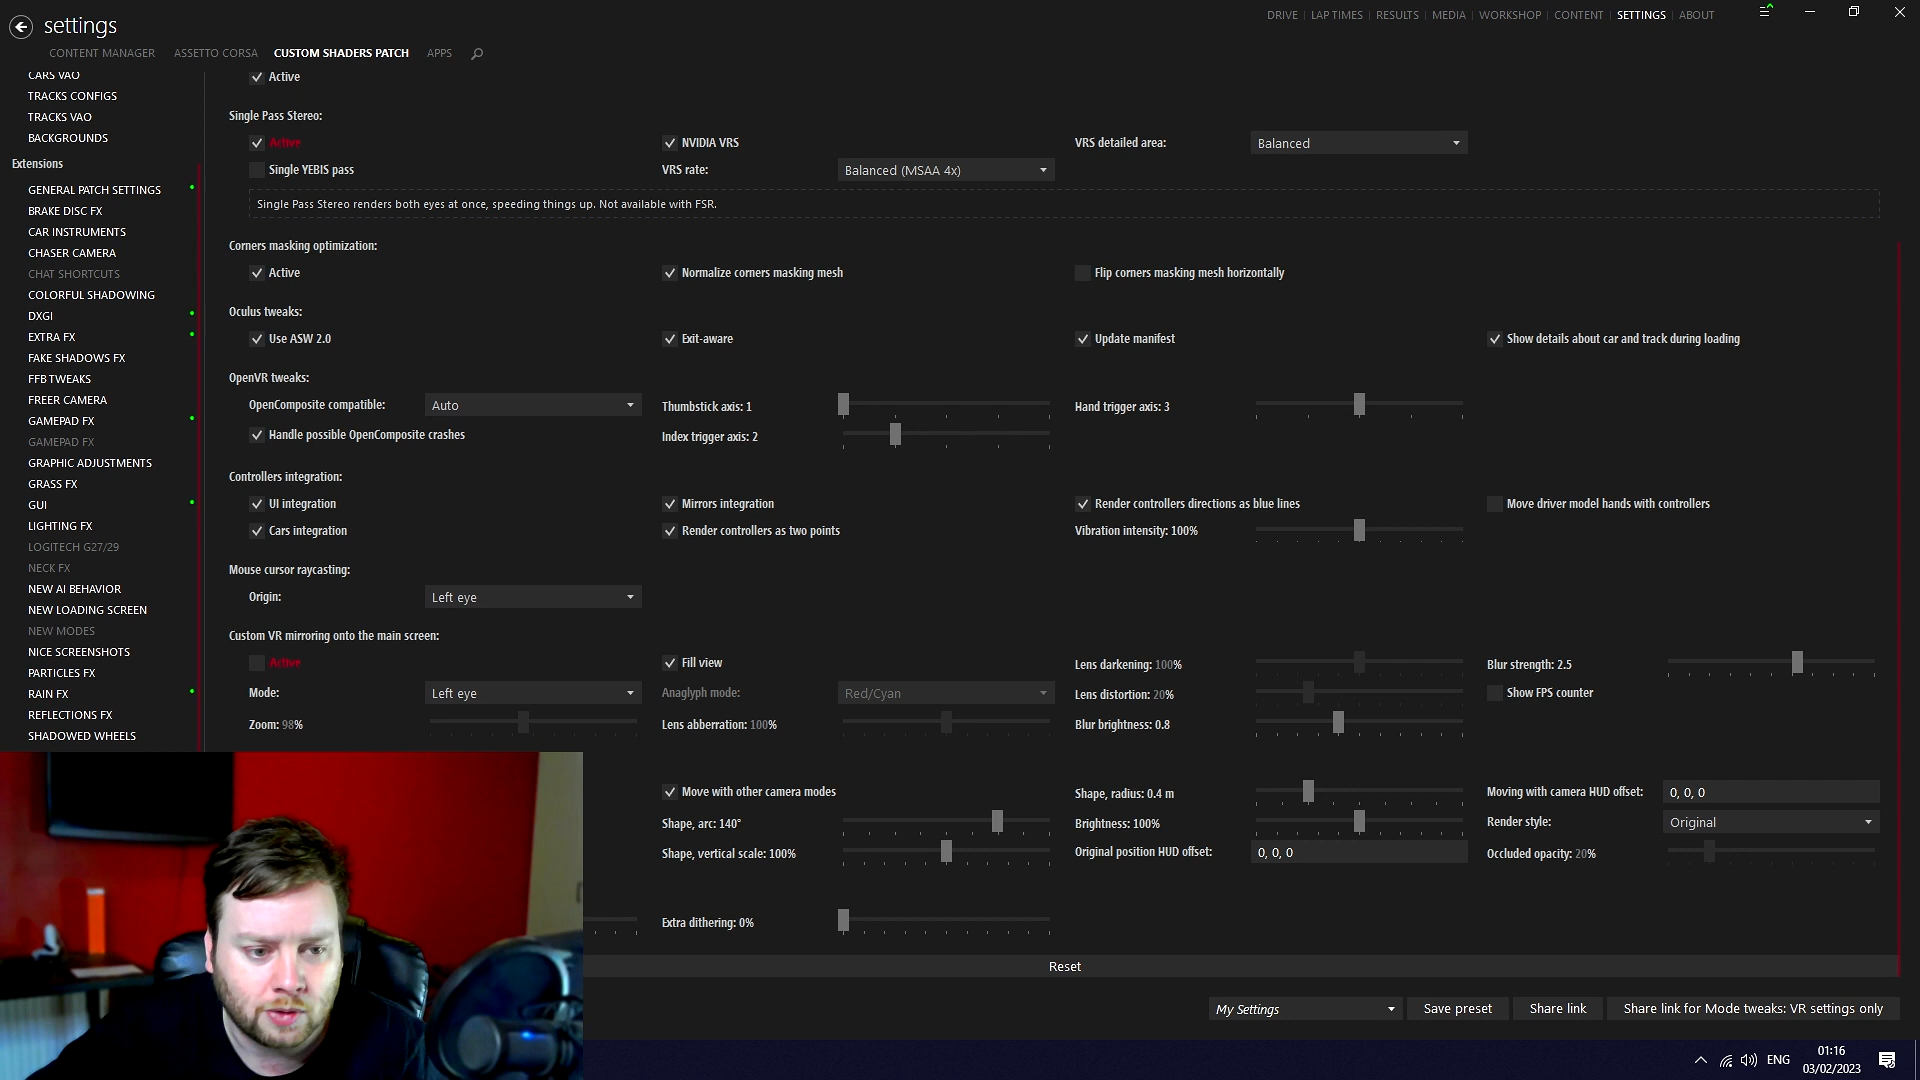 settings
DRIVE LAP TIMES RESULTS MEDIA WORKSHOP CONTENT SETTINGS ABOUT
CONTENT MANAGER ASSETTO CORSA CUSTOM SHADERS PATCH APPS
CARS VAO
TRACKS CONFIGS
TRACKS VAO
BACKGROUNDS
Extensions
GENERAL PATCH SETTINGS
BRAKE DISC FX
CAR INSTRUMENTS
CHASER CAMERA
CHAT SHORTCUTS
COLORFUL SHADOWING
DXGI
EXTRA FX
FAKE SHADOWS FX
FFB TWEAKS
FREER CAMERA
GAMEPAD FX
GAMEPAD FX
GRAPHIC ADJUSTMENTS
GRASS FX
GUI
LIGHTING FX
LOGITECH G27/29
NECK FX
NEW AI BEHAVIOR
NEW LOADING SCREEN
NEW MODES
NICE SCREENSHOTS
PARTICLES FX
RAIN FX
REFLECTIONS FX
SHADOWED WHEELS
Active
Single Pass Stereo:
Active NVIDIA VRS VRS detailed area: Balanced
Single YEBIS pass VRS rate: Balanced (MSAA 4x)
Single Pass Stereo renders both eyes at once, speeding things up. Not available with FSR.
Corners masking optimization:
Active Normalize corners masking mesh Flip corners masking mesh horizontally
Oculus tweaks:
Use ASW 2.0 Exit-aware Update manifest Show details about car and track during loading
OpenVR tweaks:
OpenComposite compatible: Auto Thumbstick axis: 1 Hand trigger axis: 3
Handle possible OpenComposite crashes Index trigger axis: 2
Controllers integration:
UI integration Mirrors integration Render controllers directions as blue lines Move driver model hands with controllers
Cars integration Render controllers as two points Vibration intensity: 100%
Mouse cursor raycasting:
Origin: Left eye
Custom VR mirroring onto the main screen:
Active Fill view Lens darkening: 100% Blur strength: 2.5
Mode: Left eye Anaglyph mode: Red/Cyan Lens distortion: 20% Show FPS counter
Zoom: 98% Lens abberration: 100% Blur brightness: 0.8
Move with other camera modes Shape, radius: 0.4 m Moving with camera HUD offset: 0, 0, 0
Shape, arc: 140° Brightness: 100% Render style: Original
Shape, vertical scale: 100% Original position HUD offset: 0, 0, 0 Occluded opacity: 20%
Extra dithering: 0%
Reset
My Settings Save preset Share link Share link for Mode tweaks: VR settings only
ENG 01:16
03/02/2023